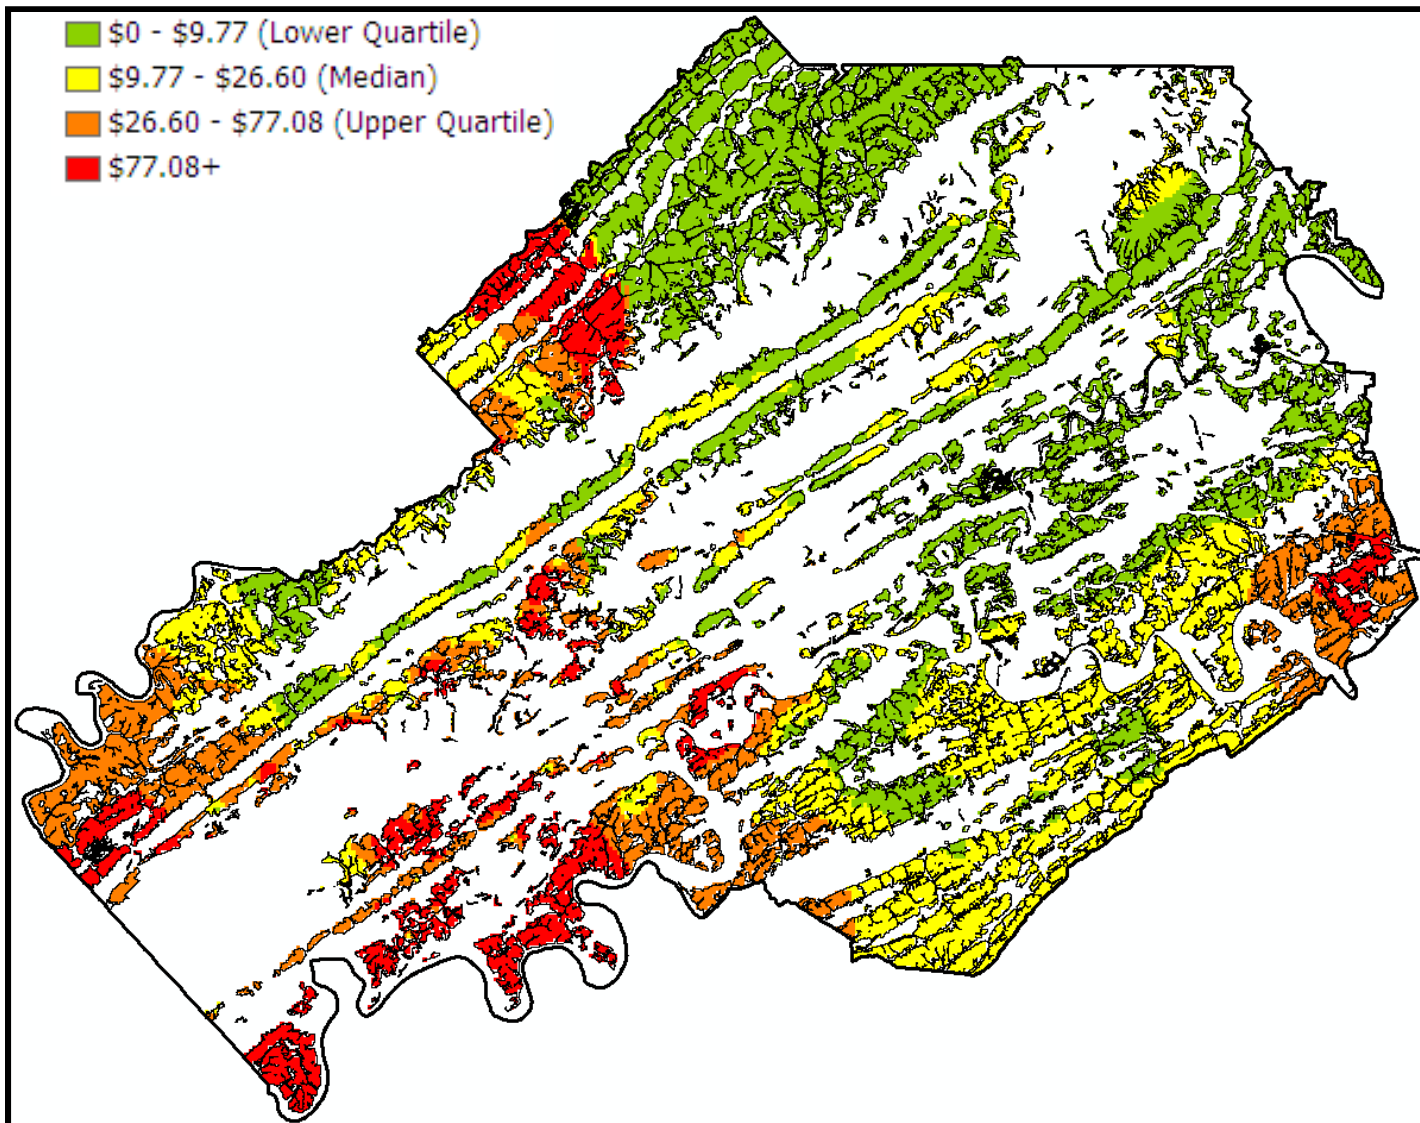 $0 - $9.77 (Lower Quartile)
$9.77 - $26.60 (Median)
$26.60 - $77.08 (Upper Quartile)
$77.08+